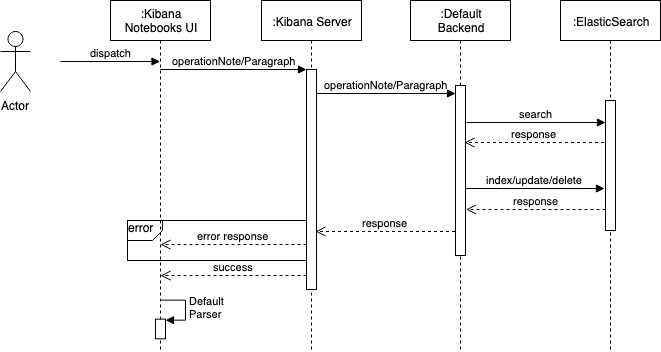 :Kibana
Notebooks UI
:Kibana Server
:Default
Backend
:ElasticSearch
Actor
dispatch
operationNote/Paragraph
operationNote/Paragraph
search
response
index/update/delete
response
response
error
error response
success
Default
Parser